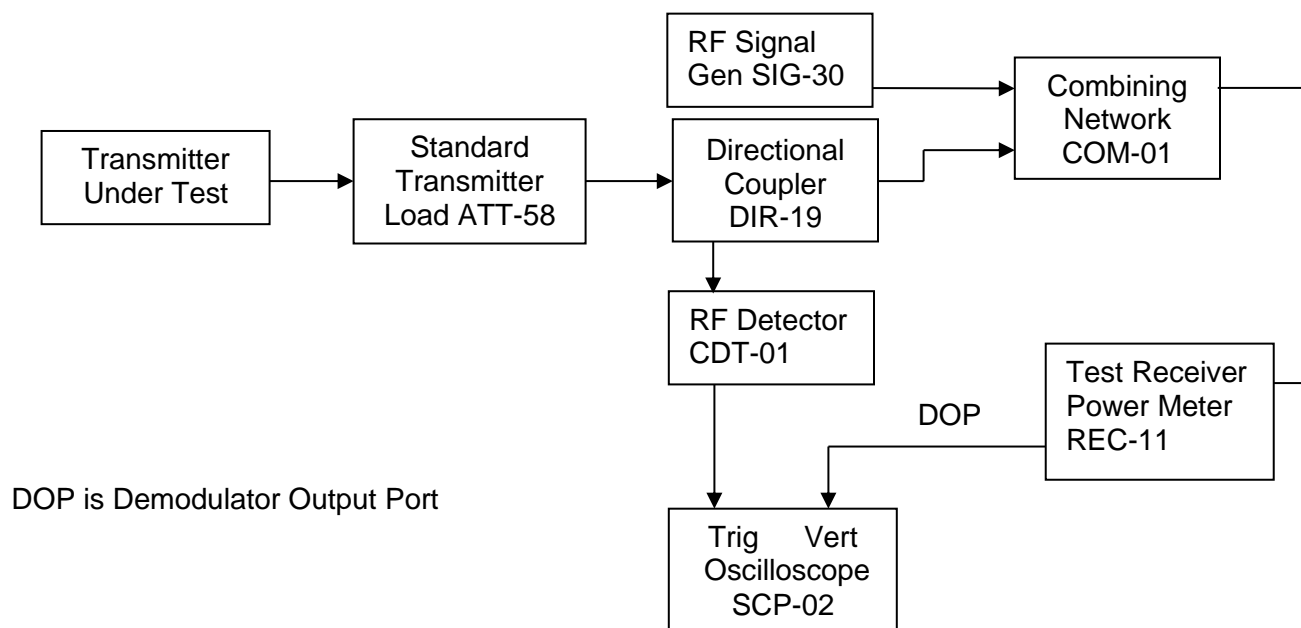 RF Signal
Gen SIG-30
Combining
Network
COM-01
Transmitter
Under Test
Standard
Transmitter
Load ATT-58
Directional
Coupler
DIR-19
RF Detector
CDT-01
Test Receiver
Power Meter
REC-11
DOP
DOP is Demodulator Output Port
Trig Vert
Oscilloscope
SCP-02